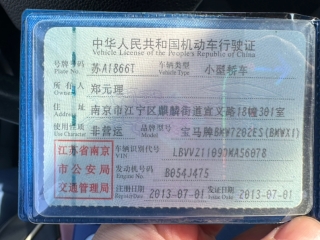 中华人民共和国机动车行驶证
Vehicle License of the People's Republic of China
号牌号码 苏A1866T 车辆类型 小型轿车
Plate No. Vehicle Type
所有人 郑元理
Owner
住址 南京市江宁区麒麟街道宜文路18幢301室
Address
使用性质 非营运 品牌型号 宝马牌BMW7202ES(BMWX1)
Use Character Model
江苏省南京 车辆识别代号 LBVVZ1109DMA56078
VIN
市公安局 发动机号码 B054J475
Engine No.
交通管理局 注册日期 2013-07-01 发证日期 2013-07-01
Register Date Issue Date